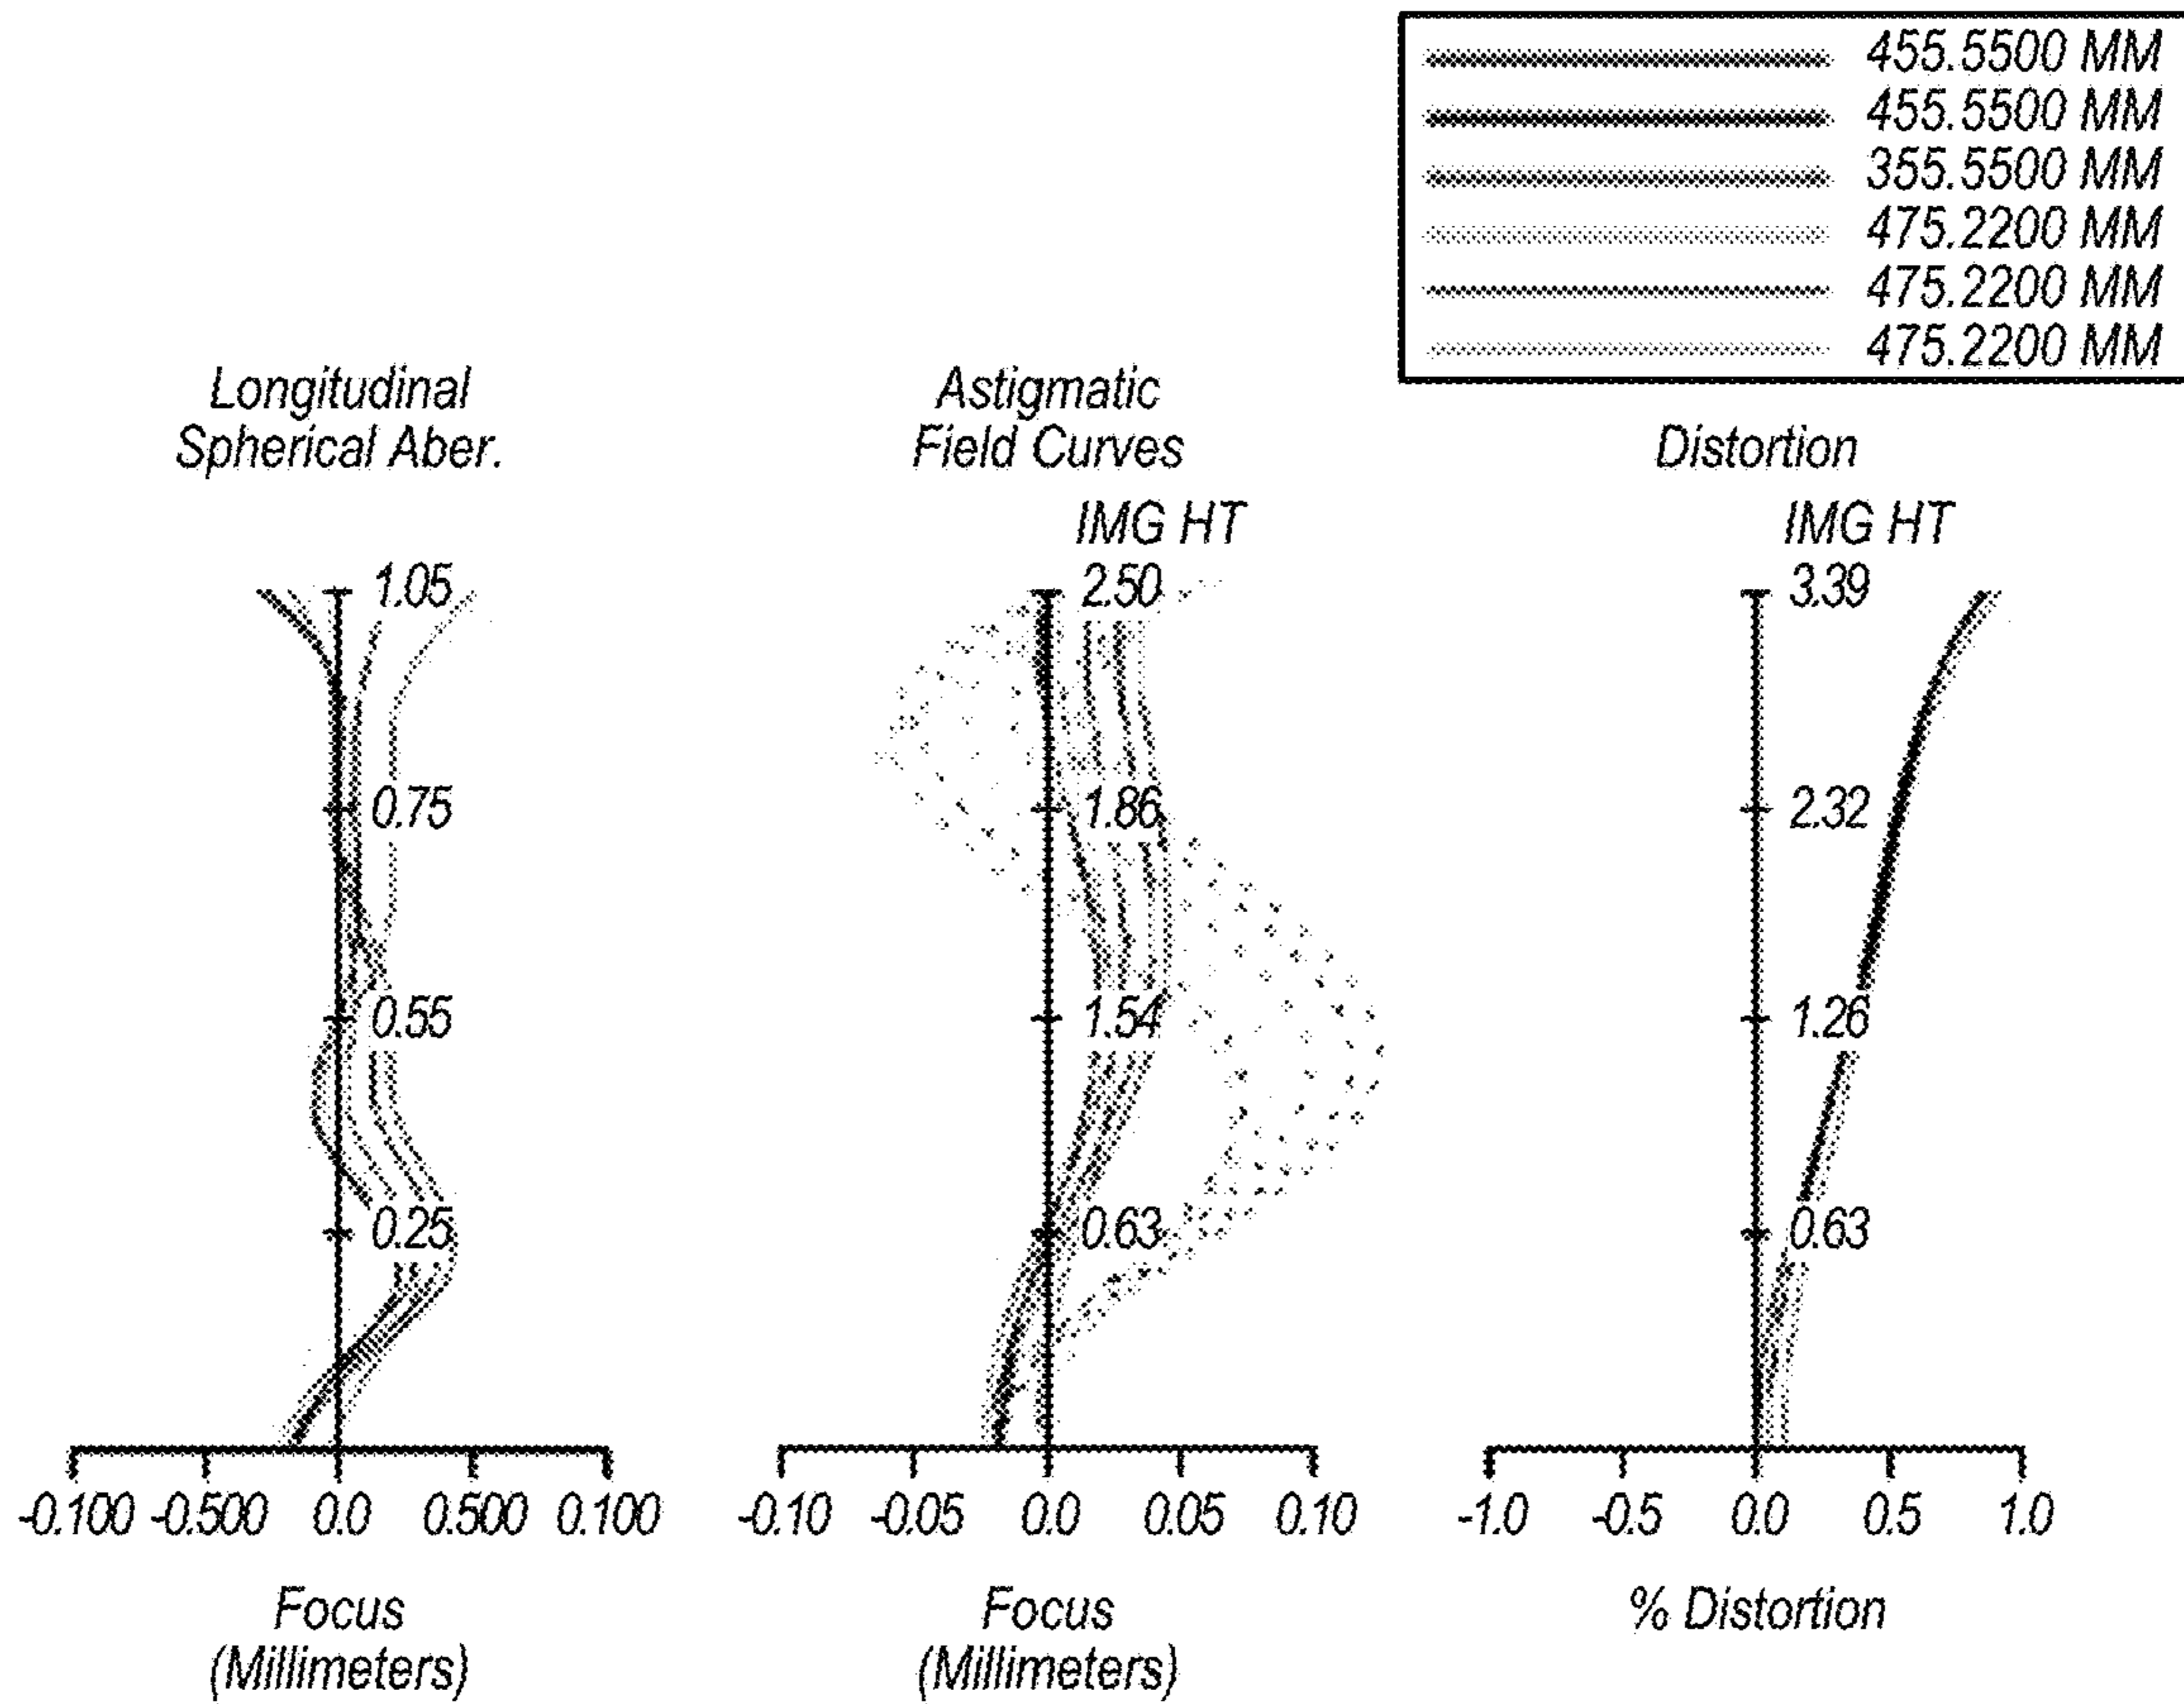 455.5500 MM
455.5500 MM
355.5500 MM
475.2200 MM
475.2200 MM
475.2200 MM
Longitudinal
Spherical Aber.
1.05
0.75
0.55
0.25
-0.100 -0.500 0.0 0.500 0.100
Focus
(Millimeters)
Astigmatic
Field Curves
IMG HT
2.50
1.86
1.54
0.63
-0.10 -0.05 0.0 0.05 0.10
Focus
(Millimeters)
Distortion
IMG HT
3.39
2.32
1.26
0.63
-1.0 -0.5 0.0 0.5 1.0
% Distortion